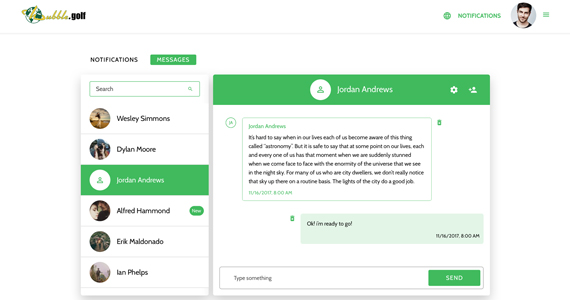 Bubble.golf
NOTIFICATIONS
NOTIFICATIONS
MESSAGES
Search
Wesley Simmons
Dylan Moore
Jordan Andrews
Alfred Hammond
New
Erik Maldonado
Ian Phelps
Jordan Andrews
JA
Jordan Andrews
It's hard to say when in our lives each of us become aware of this thing
called "astronomy". But it is safe to say that at some point on our lives, each
and every one of us has that moment when we are suddenly stunned
when we come face to face with the enormity of the universe that we see
in the night sky. For many of us who are city dwellers, we don't really notice
that sky up there on a routine basis. The lights of the city do a good job.
11/16/2017. 8:00 AM
Ok! i'm ready to go!
11/16/2017. 8:00 AM
Type something
SEND